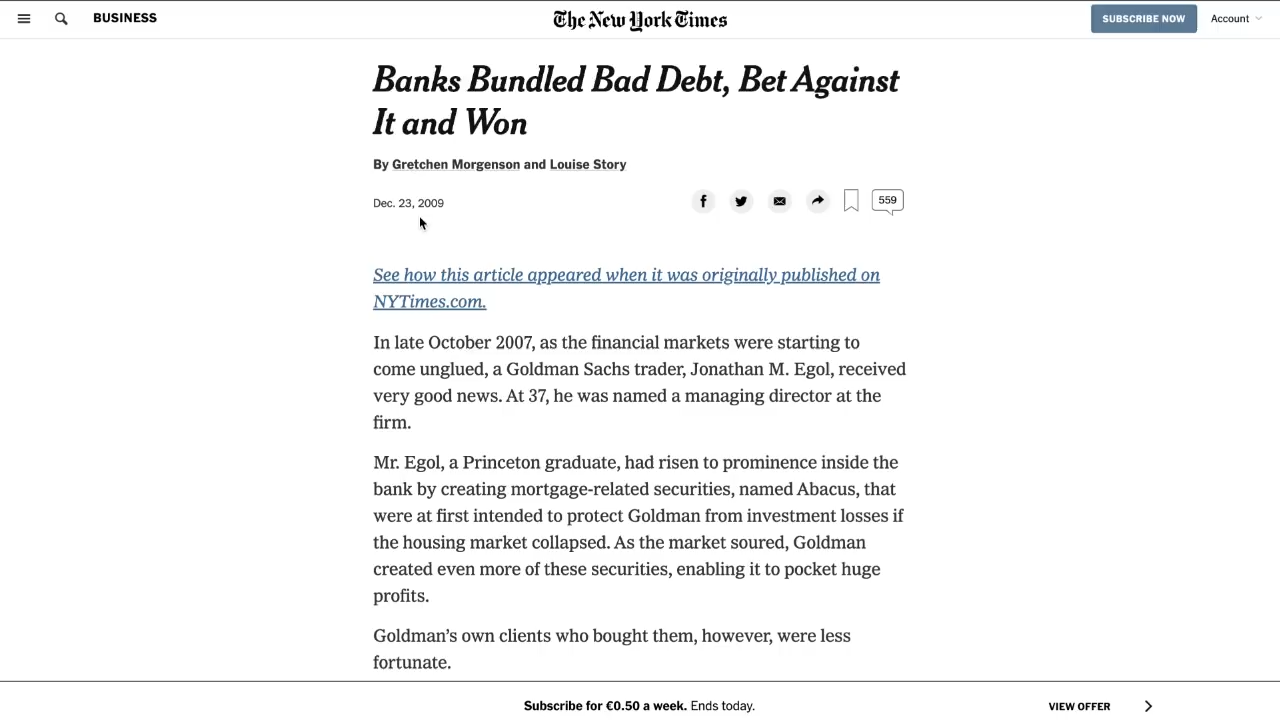 BUSINESS
The New York Times
SUBSCRIBE NOW
Account
Banks Bundled Bad Debt, Bet Against
It and Won
By Gretchen Morgenson and Louise Story
Dec. 23, 2009
559
See how this article appeared when it was originally published on
NYTimes.com.
In late October 2007, as the financial markets were starting to
come unglued, a Goldman Sachs trader, Jonathan M. Egol, received
very good news. At 37, he was named a managing director at the
firm.
Mr. Egol, a Princeton graduate, had risen to prominence inside the
bank by creating mortgage-related securities, named Abacus, that
were at first intended to protect Goldman from investment losses if
the housing market collapsed. As the market soured, Goldman
created even more of these securities, enabling it to pocket huge
profits.
Goldman’s own clients who bought them, however, were less
fortunate.
Subscribe for €0.50 a week. Ends today.
VIEW OFFER